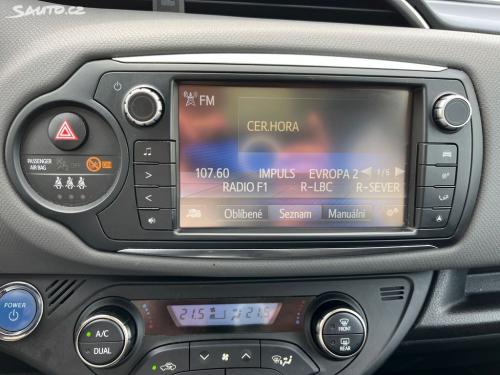 SAUTO.CZ
FM
CER.HORA
107.60 IMPULS EVROPA 2 1/6
RADIO F1 R-LBC R-SEVER
Oblíbené Seznam Manuální
PASSENGER
AIR BAG
OFF
POWER
21.5 21.5
A/C
DUAL
FRONT
REAR